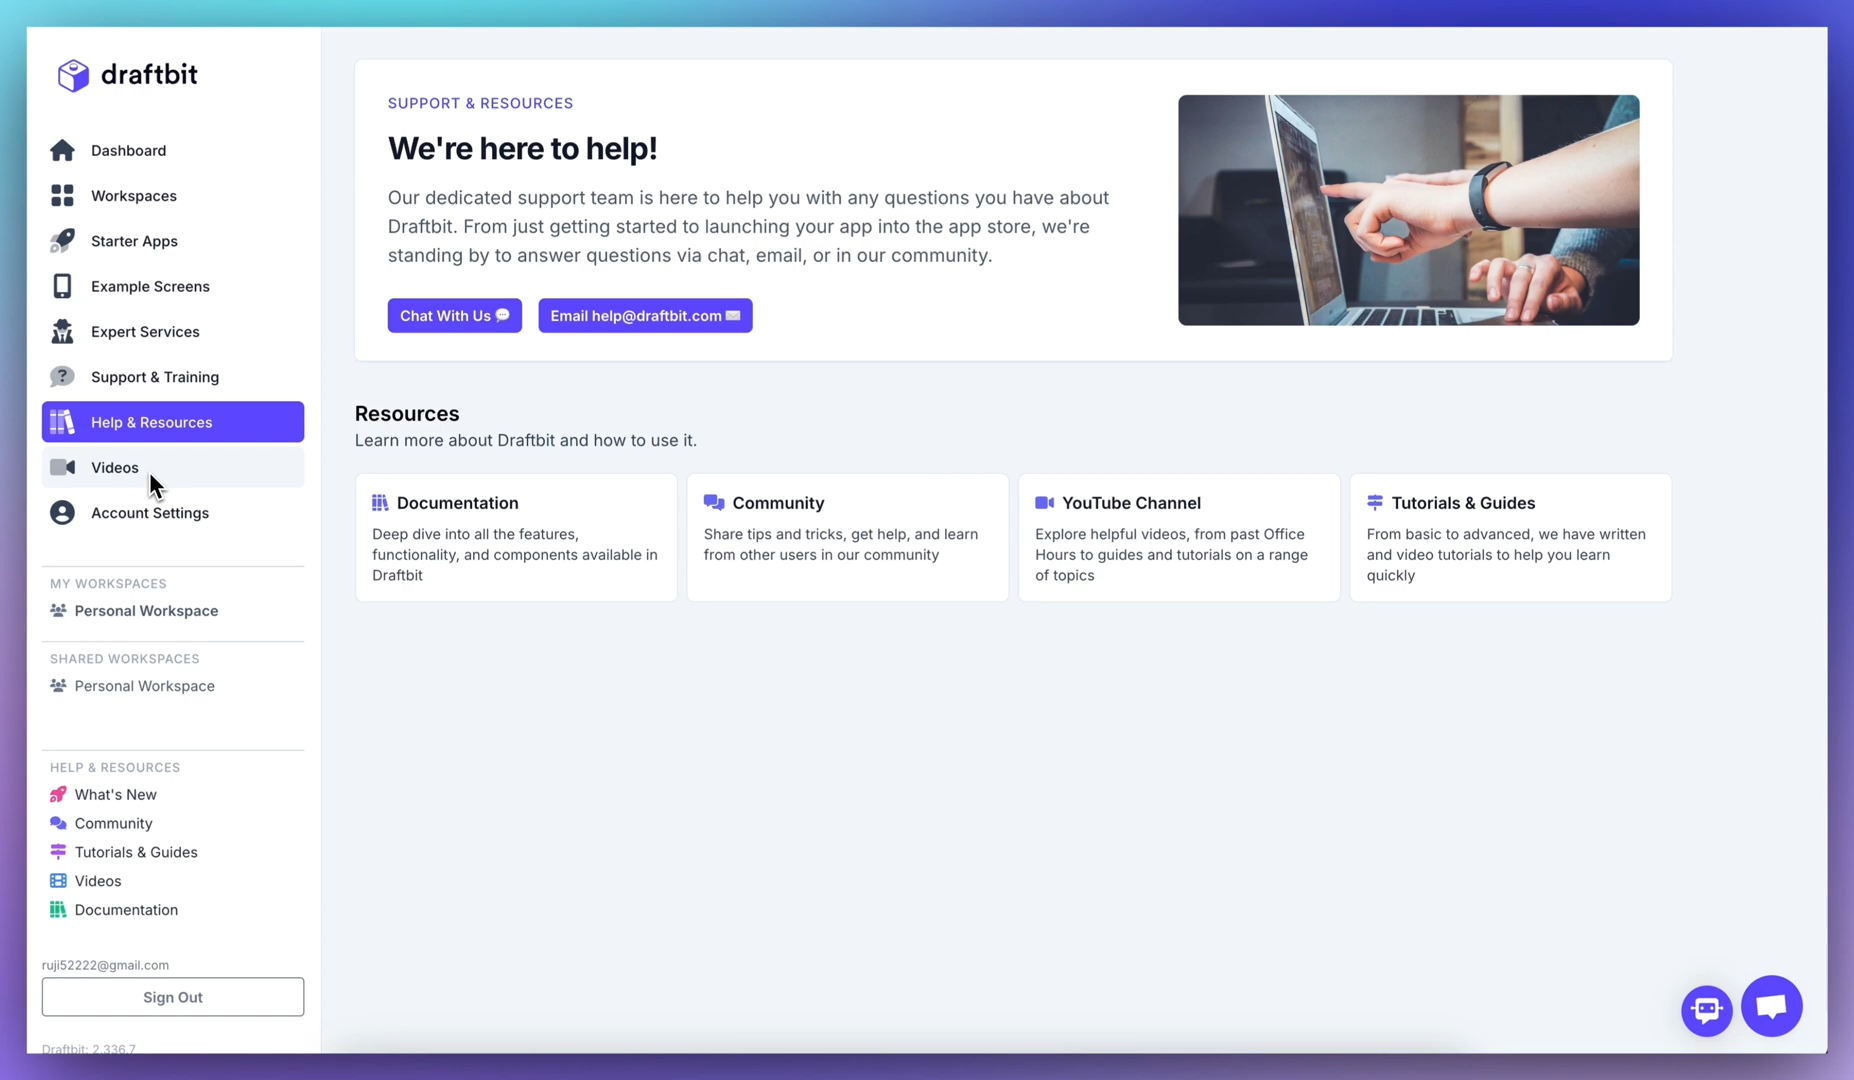 draftbit
Dashboard
Workspaces
Starter Apps
Example Screens
Expert Services
Support & Training
Help & Resources
Videos
Account Settings
MY WORKSPACES
Personal Workspace
SHARED WORKSPACES
Personal Workspace
HELP & RESOURCES
What's New
Community
Tutorials & Guides
Videos
Documentation
ruji52222@gmail.com
Sign Out
Draftbit: 2.336.7
SUPPORT & RESOURCES
We're here to help!
Our dedicated support team is here to help you with any questions you have about
Draftbit. From just getting started to launching your app into the app store, we're
standing by to answer questions via chat, email, or in our community.
Chat With Us 💬
Email help@draftbit.com ✉️
Resources
Learn more about Draftbit and how to use it.
Documentation
Deep dive into all the features,
functionality, and components available in
Draftbit
Community
Share tips and tricks, get help, and learn
from other users in our community
YouTube Channel
Explore helpful videos, from past Office
Hours to guides and tutorials on a range
of topics
Tutorials & Guides
From basic to advanced, we have written
and video tutorials to help you learn
quickly